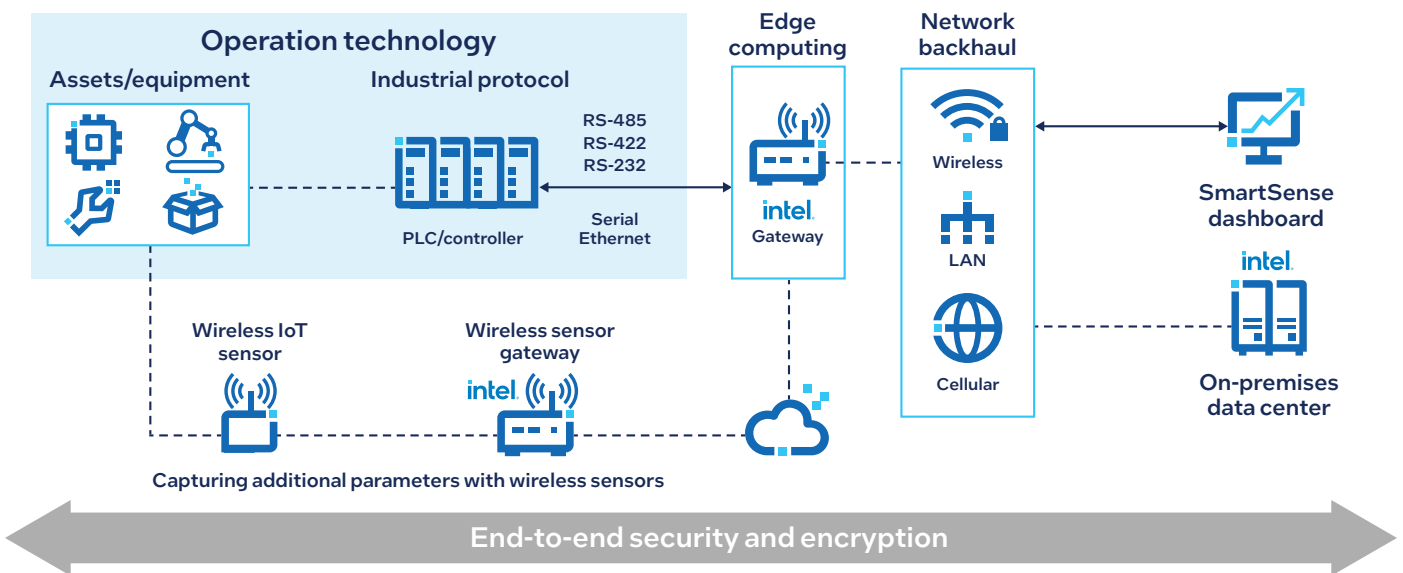 Operation technology
Assets/equipment
Industrial protocol
RS-485
RS-422
RS-232
PLC/controller
Serial
Ethernet
Edge
computing
intel.
Gateway
Network
backhaul
Wireless
LAN
Cellular
SmartSense
dashboard
intel.
On-premises
data center
Wireless IoT
sensor
Wireless sensor
gateway
intel.
Capturing additional parameters with wireless sensors
End-to-end security and encryption